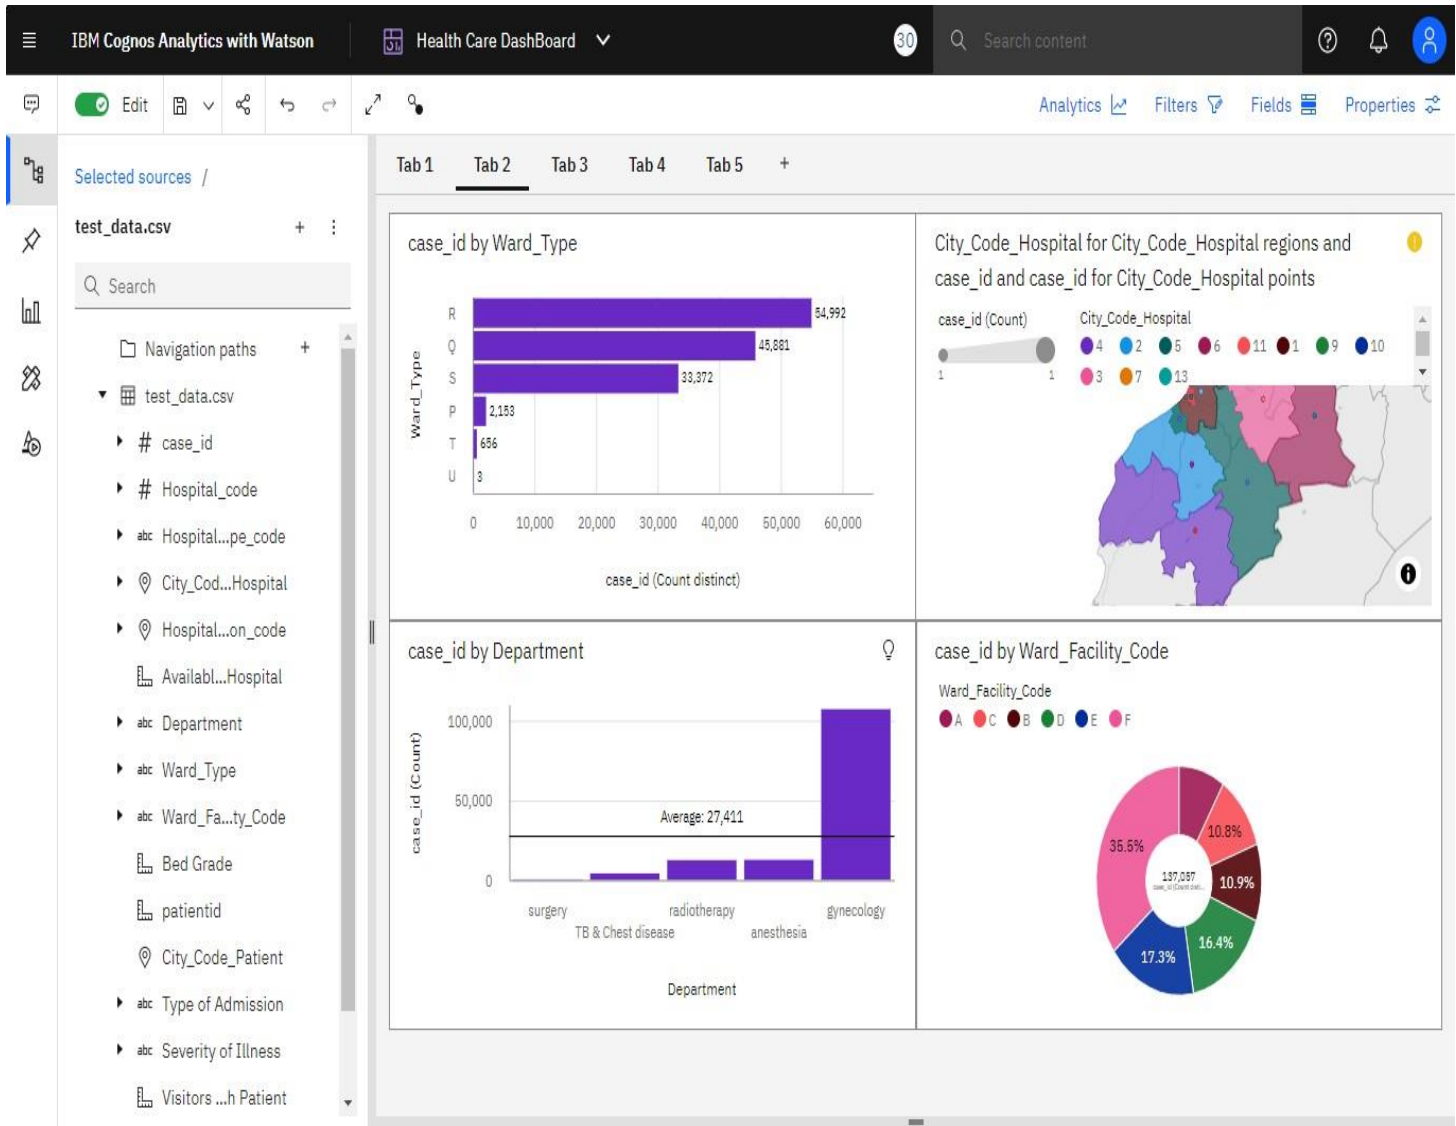 IBM Cognos Analytics with Watson
Health Care DashBoard
30
Search content
Edit
Analytics
Filters
Fields
Properties
Selected sources /
test_data.csv
Search
Navigation paths
test_data.csv
# case_id
# Hospital_code
abc Hospital...pe_code
City_Cod...Hospital
Hospital...on_code
Availabl...Hospital
abc Department
abc Ward_Type
abc Ward_Fa...ty_Code
Bed Grade
patientid
City_Code_Patient
abc Type of Admission
abc Severity of Illness
Visitors ...h Patient
Tab 1 Tab 2 Tab 3 Tab 4 Tab 5 +
case_id by Ward_Type
Ward_Type
R 54,992
Q 45,881
S 33,372
P 2,153
T 656
U 3
0 10,000 20,000 30,000 40,000 50,000 60,000
case_id (Count distinct)
City_Code_Hospital for City_Code_Hospital regions and
case_id and case_id for City_Code_Hospital points
case_id (Count)
1 1
City_Code_Hospital
4 2 5 6 11 1 9 10
3 7 13
case_id by Department
case_id (Count)
100,000
50,000
0
Average: 27,411
surgery radiotherapy gynecology
TB & Chest disease anesthesia
Department
case_id by Ward_Facility_Code
Ward_Facility_Code
A C B D E F
35.5%
10.8%
10.9%
16.4%
17.3%
137,057